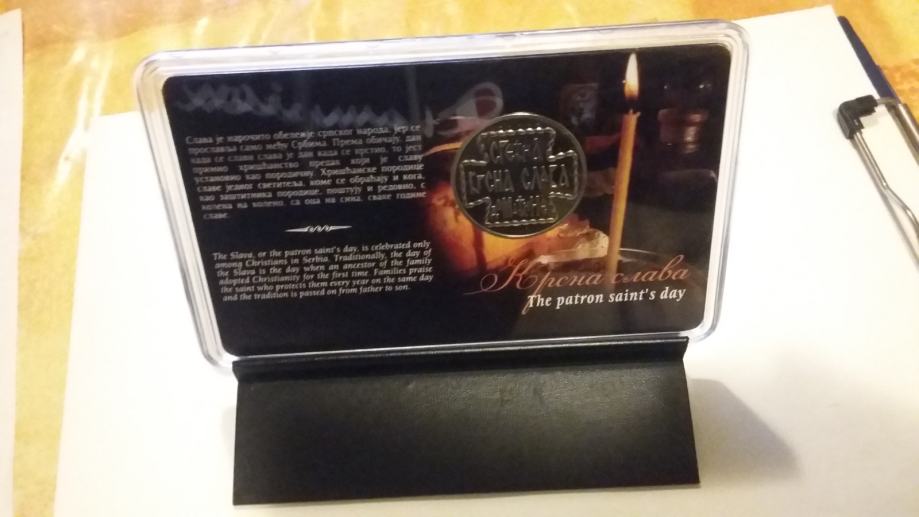 Слава је нарочито обележје српског народа, јер се
прославља само међу Србима. Према обичају, дан
када се слави слава је дан када се крстио, то јест
примио хришћанство предак који је славу
установио као породичну. Хришћанске породице
славе једног светитеља, коме се обраћају и кога,
као заштитника породице, поштују и редовно, с
колена на колено, са оца на сина, сваке године
славе.
The Slava, or the patron saint's day, is celebrated only
among Christians in Serbia. Traditionally, the day of
the Slava is the day when an ancestor of the family
adopted Christianity for the first time. Families praise
the saint who protects them every year on the same day
and the tradition is passed on from father to son.
СРЕЋНА
КРСНА СЛАВА
ДОМАЋИНЕ
Крсна слава
The patron saint's day